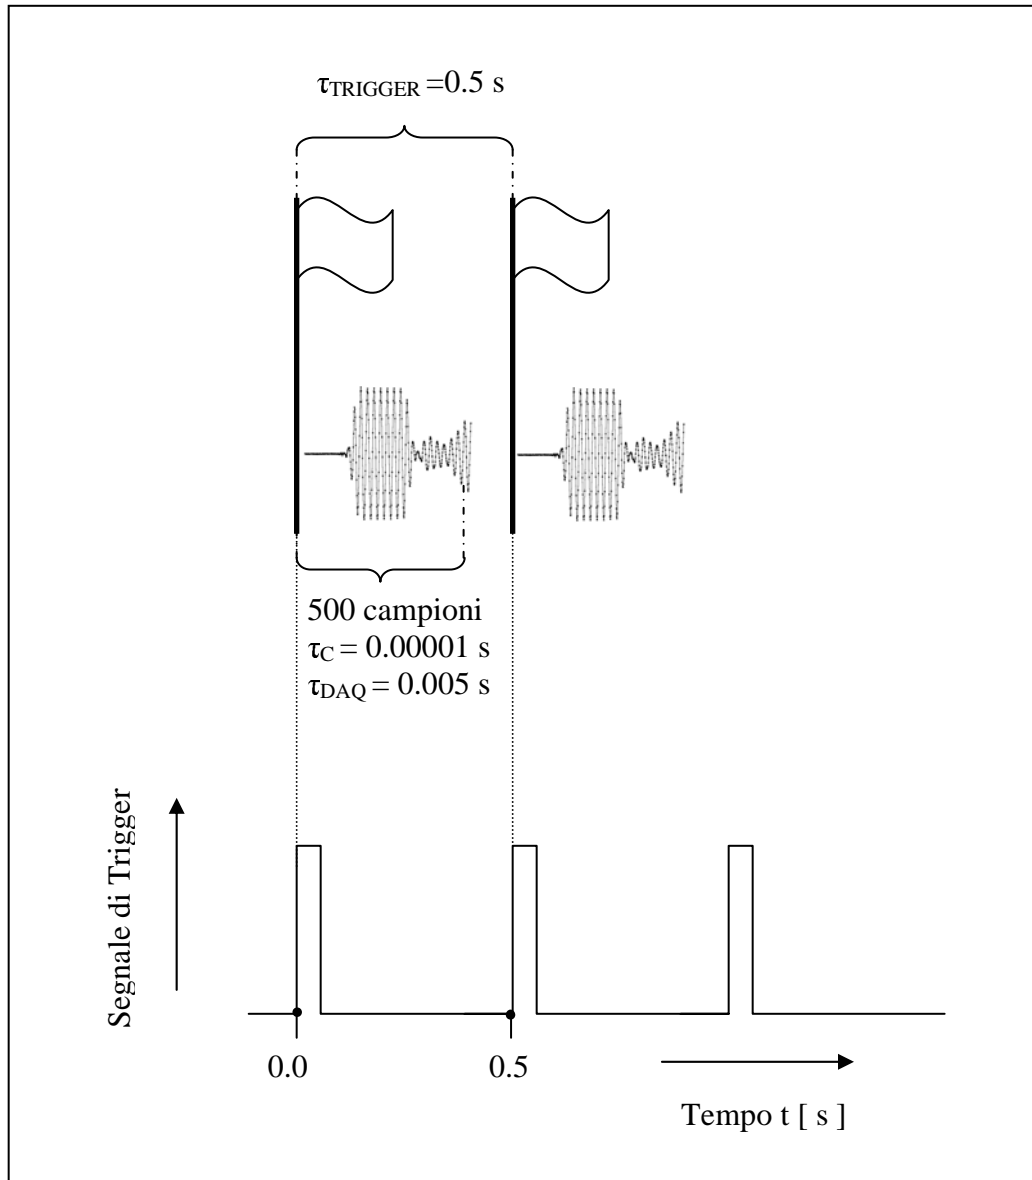 τTRIGGER =0.5 s
500 campioni
τC = 0.00001 s
τDAQ = 0.005 s
Segnale di Trigger
0.0
0.5
Tempo t [ s ]